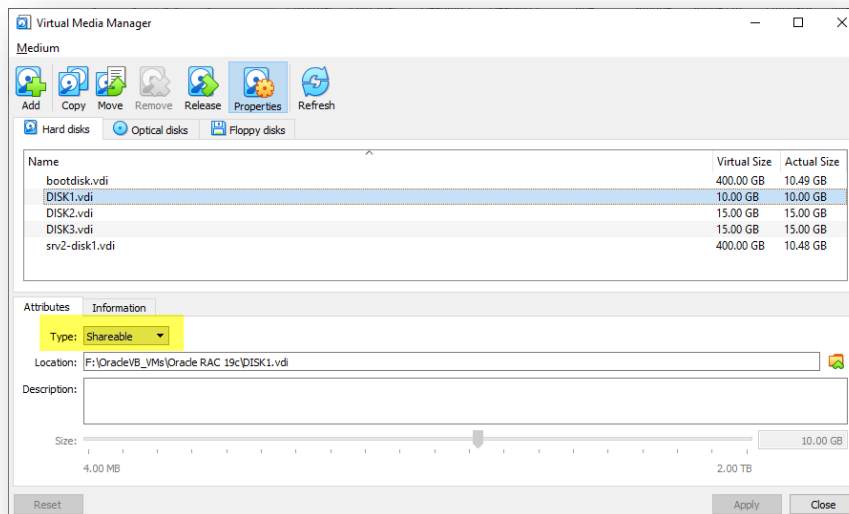 Virtual Media Manager
Medium
Add Copy Move Remove Release Properties Refresh
Hard disks Optical disks Floppy disks
Name Virtual Size Actual Size
bootdisk.vdi 400.00 GB 10.49 GB
DISK1.vdi 10.00 GB 10.00 GB
DISK2.vdi 15.00 GB 15.00 GB
DISK3.vdi 15.00 GB 15.00 GB
srv2-disk1.vdi 400.00 GB 10.48 GB
Attributes Information
Type: Shareable
Location: F:\OracleVB_VMs\Oracle RAC 19c\DISK1.vdi
Description:
Size: 10.00 GB
4.00 MB 2.00 TB
Reset Apply Close